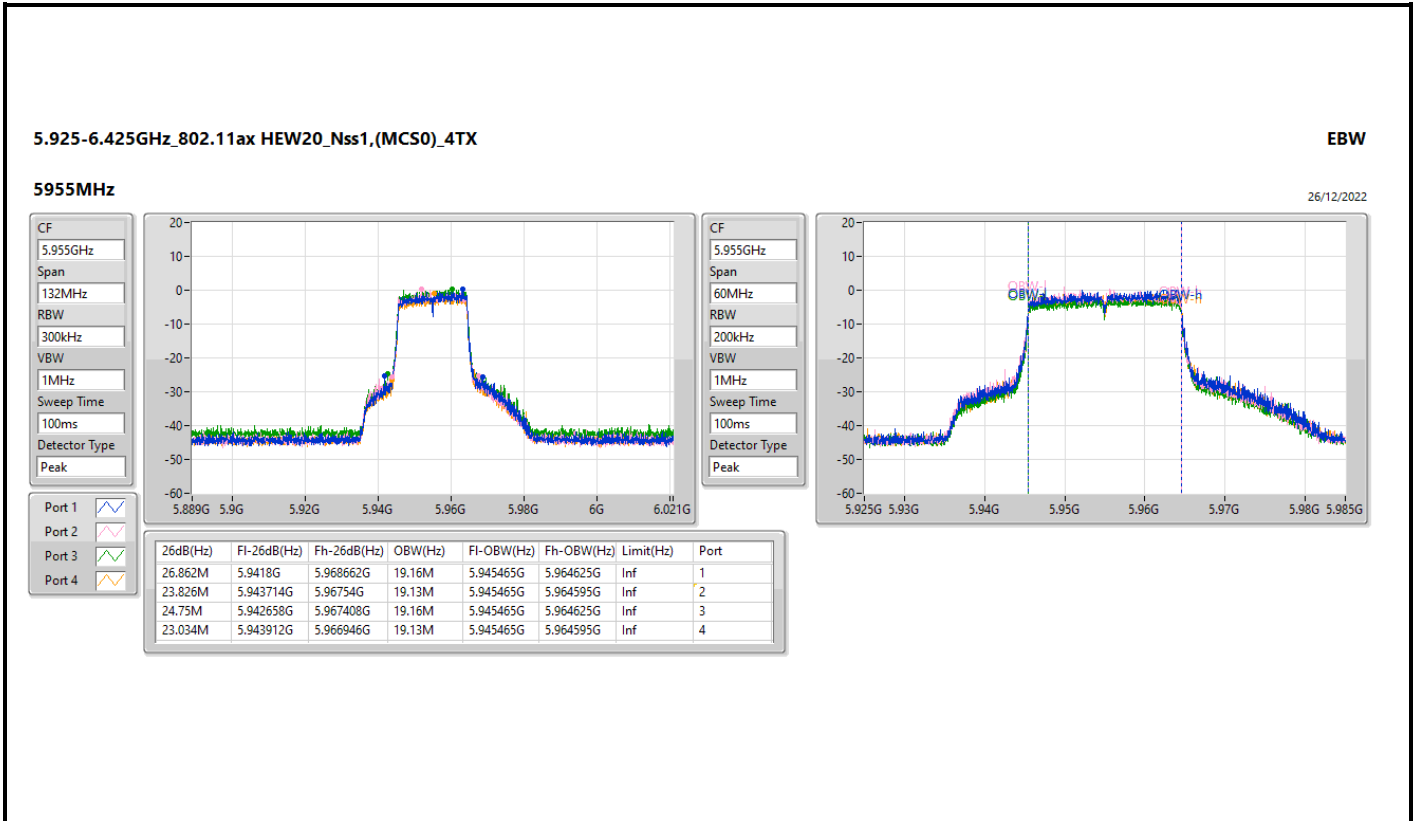 5.925-6.425GHz_802.11ax HEW20_Nss1,(MCS0)_4TX
EBW
5955MHz
26/12/2022
CF
5.955GHz
Span
132MHz
RBW
300kHz
VBW
1MHz
Sweep Time
100ms
Detector Type
Peak
Port 1
Port 2
Port 3
Port 4
20
10
0
-10
-20
-30
-40
-50
-60
5.889G 5.9G 5.92G 5.94G 5.96G 5.98G 6G 6.021G
CF
5.955GHz
Span
60MHz
RBW
200kHz
VBW
1MHz
Sweep Time
100ms
Detector Type
Peak
20
10
0
-10
-20
-30
-40
-50
-60
OBW-l
OBW-h
5.925G 5.93G 5.94G 5.95G 5.96G 5.97G 5.98G 5.985G
26dB(Hz) Fl-26dB(Hz) Fh-26dB(Hz) OBW(Hz) Fl-OBW(Hz) Fh-OBW(Hz) Limit(Hz) Port
26.862M 5.9418G 5.968662G 19.16M 5.945465G 5.964625G Inf 1
23.826M 5.943714G 5.96754G 19.13M 5.945465G 5.964595G Inf 2
24.75M 5.942658G 5.967408G 19.16M 5.945465G 5.964625G Inf 3
23.034M 5.943912G 5.966946G 19.13M 5.945465G 5.964595G Inf 4